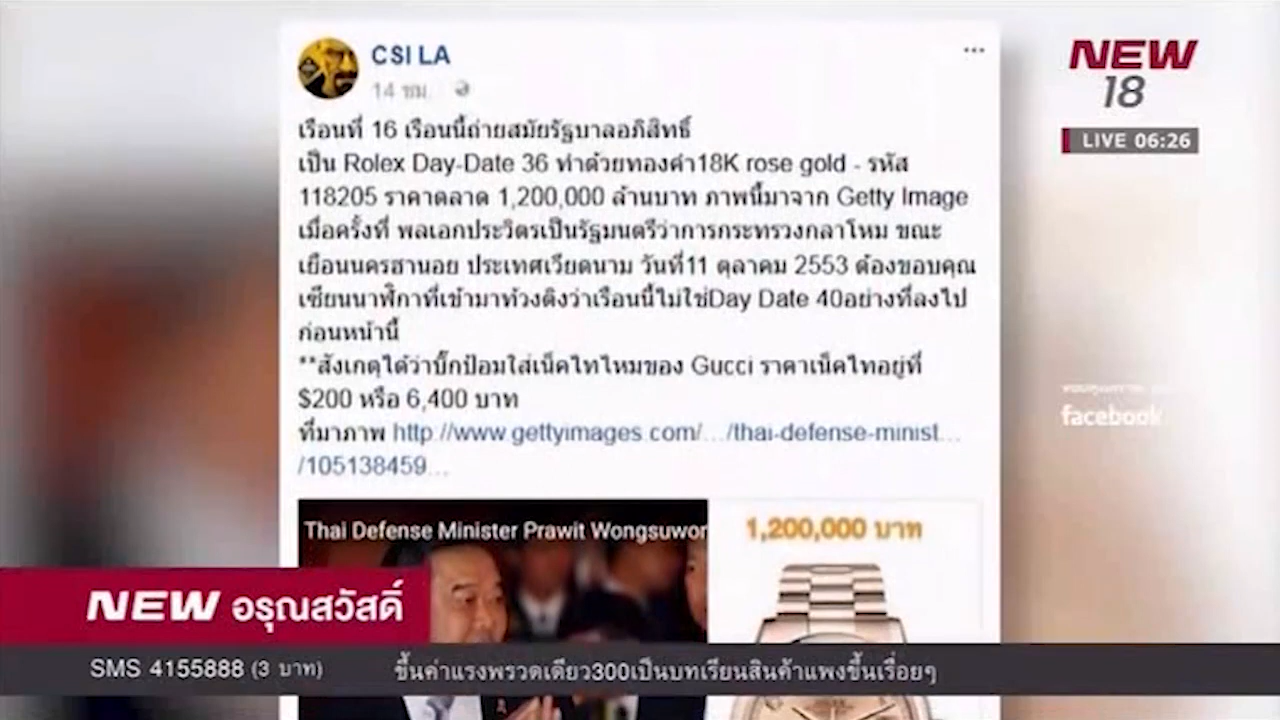 CSI LA
14 ชม.
เรือนที่ 16 เรือนนี้ถ่ายสมัยรัฐบาลอภิสิทธิ์
เป็น Rolex Day-Date 36 ทำด้วยทองคำ18K rose gold - รหัส
118205 ราคาตลาด 1,200,000 ล้านบาท ภาพนี้มาจาก Getty Image
เมื่อครั้งที่ พลเอกประวิตรเป็นรัฐมนตรีว่าการกระทรวงกลาโหม ขณะ
เยือนนครฮานอย ประเทศเวียดนาม วันที่11 ตุลาคม 2553 ต้องขอบคุณ
เซียนนาฬิกาที่เข้ามาท้วงติงว่าเรือนนี้ไม่ใช่Day Date 40อย่างที่ลงไป
ก่อนหน้านี้
**สังเกตุได้ว่าบิ๊กป้อมใส่เน็คไทไหมของ Gucci ราคาเน็คไทอยู่ที่
$200 หรือ 6,400 บาท
ที่มาภาพ http://www.gettyimages.com/…/thai-defense-minist…
/105138459…
Thai Defense Minister Prawit Wongsuwor
1,200,000 บาท
NEW
18
LIVE 06:26
facebook
NEW อรุณสวัสดิ์
SMS 4155888 (3 บาท) ขึ้นค่าแรงพรวดเดียว300เป็นบทเรียนสินค้าแพงขึ้นเรื่อยๆ